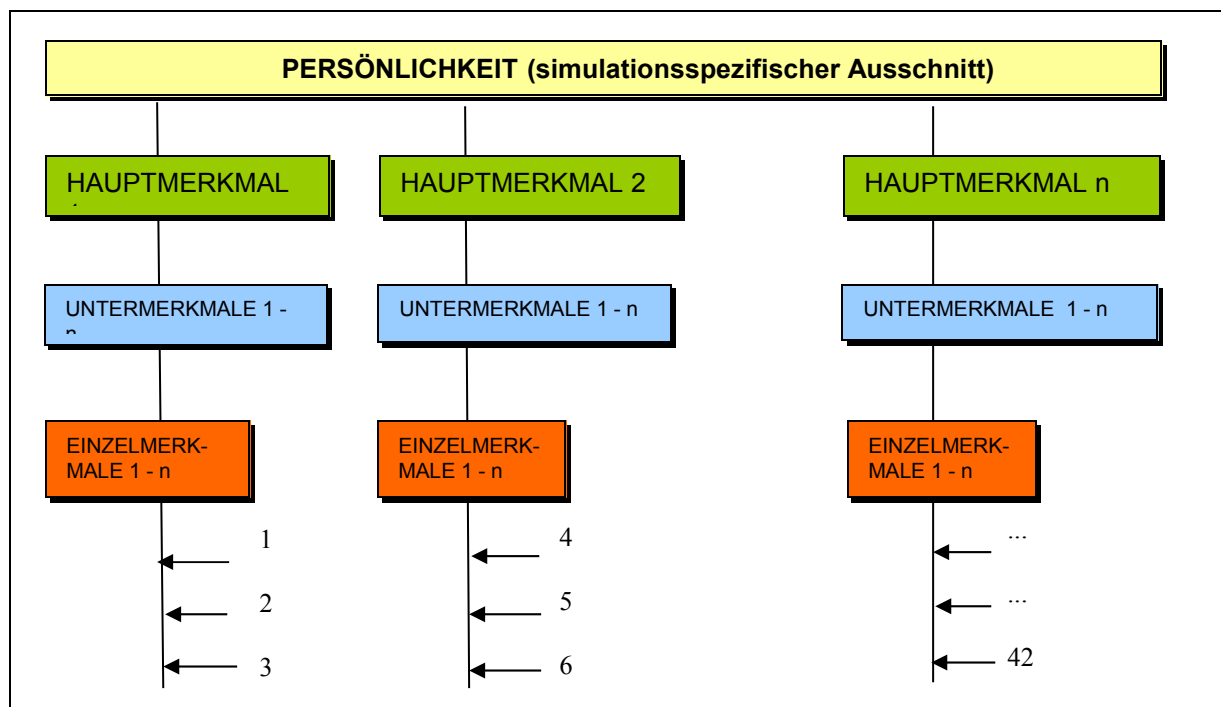 PERSÖNLICHKEIT (simulationsspezifischer Ausschnitt)
HAUPTMERKMAL
HAUPTMERKMAL 2
HAUPTMERKMAL n
UNTERMERKMALE 1 -
n
UNTERMERKMALE 1 - n
UNTERMERKMALE 1 - n
EINZELMERK-
MALE 1 - n
EINZELMERK-
MALE 1 - n
EINZELMERK-
MALE 1 - n
1
2
3
4
5
6
...
...
42